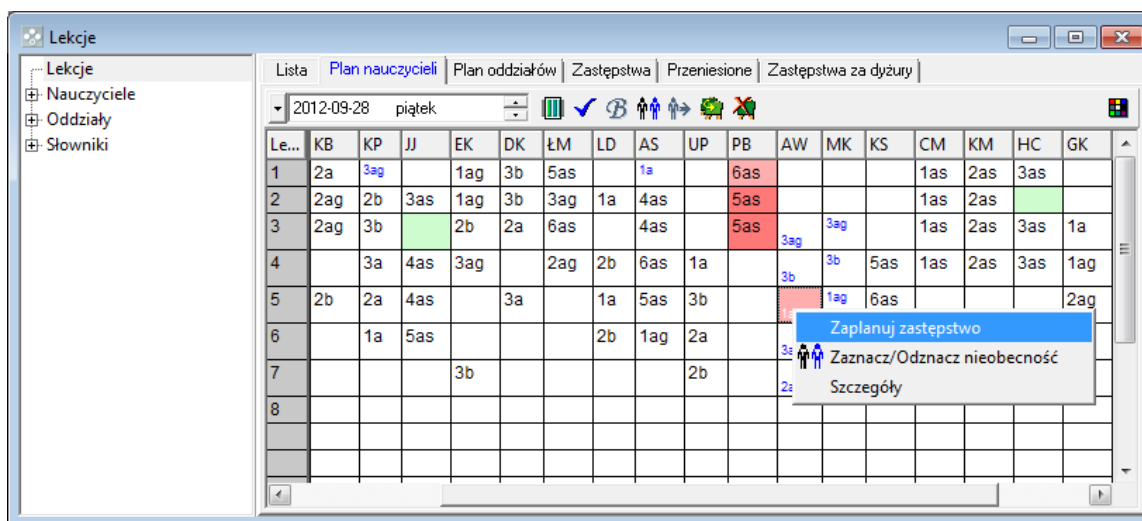 Lekcje
Lekcje
Nauczyciele
Oddziały
Słowniki
Lista Plan nauczycieli Plan oddziałów Zastępstwa Przeniesione Zastępstwa za dyżury
2012-09-28 piątek B
Le... KB KP JJ EK DK ŁM LD AS UP PB AW MK KS CM KM HC GK
1 2a 3ag 1ag 3b 5as 1a 6as 1as 2as 3as
2 2ag 2b 3as 1ag 3b 3ag 1a 4as 5as 1as 2as
3 2ag 3b 2b 2a 6as 4as 5as 3ag 3ag 1as 2as 3as 1a
4 3a 4as 3ag 2ag 2b 6as 1a 3b 3b 5as 1as 2as 3as 1ag
5 2b 2a 4as 3a 1a 5as 3b 1ag 6as 2ag
6 1a 5as 2b 1ag 2a
7 3b 2b
8
Zaplanuj zastępstwo
Zaznacz/Odznacz nieobecność
Szczegóły